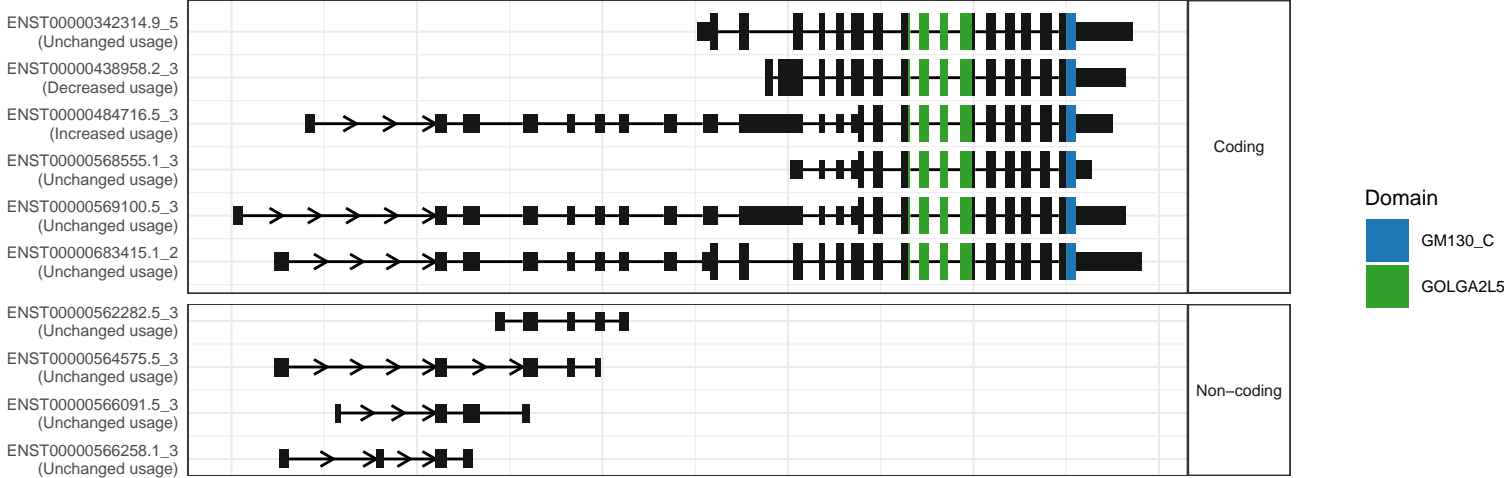 ENST00000342314.9_5
(Unchanged usage)
ENST00000438958.2_3
(Decreased usage)
ENST00000484716.5_3
(Increased usage)
ENST00000568555.1_3
(Unchanged usage)
ENST00000569100.5_3
(Unchanged usage)
ENST00000683415.1_2
(Unchanged usage)
Coding
ENST00000562282.5_3
(Unchanged usage)
ENST00000564575.5_3
(Unchanged usage)
ENST00000566091.5_3
(Unchanged usage)
ENST00000566258.1_3
(Unchanged usage)
Non−coding
Domain
GM130_C
GOLGA2L5